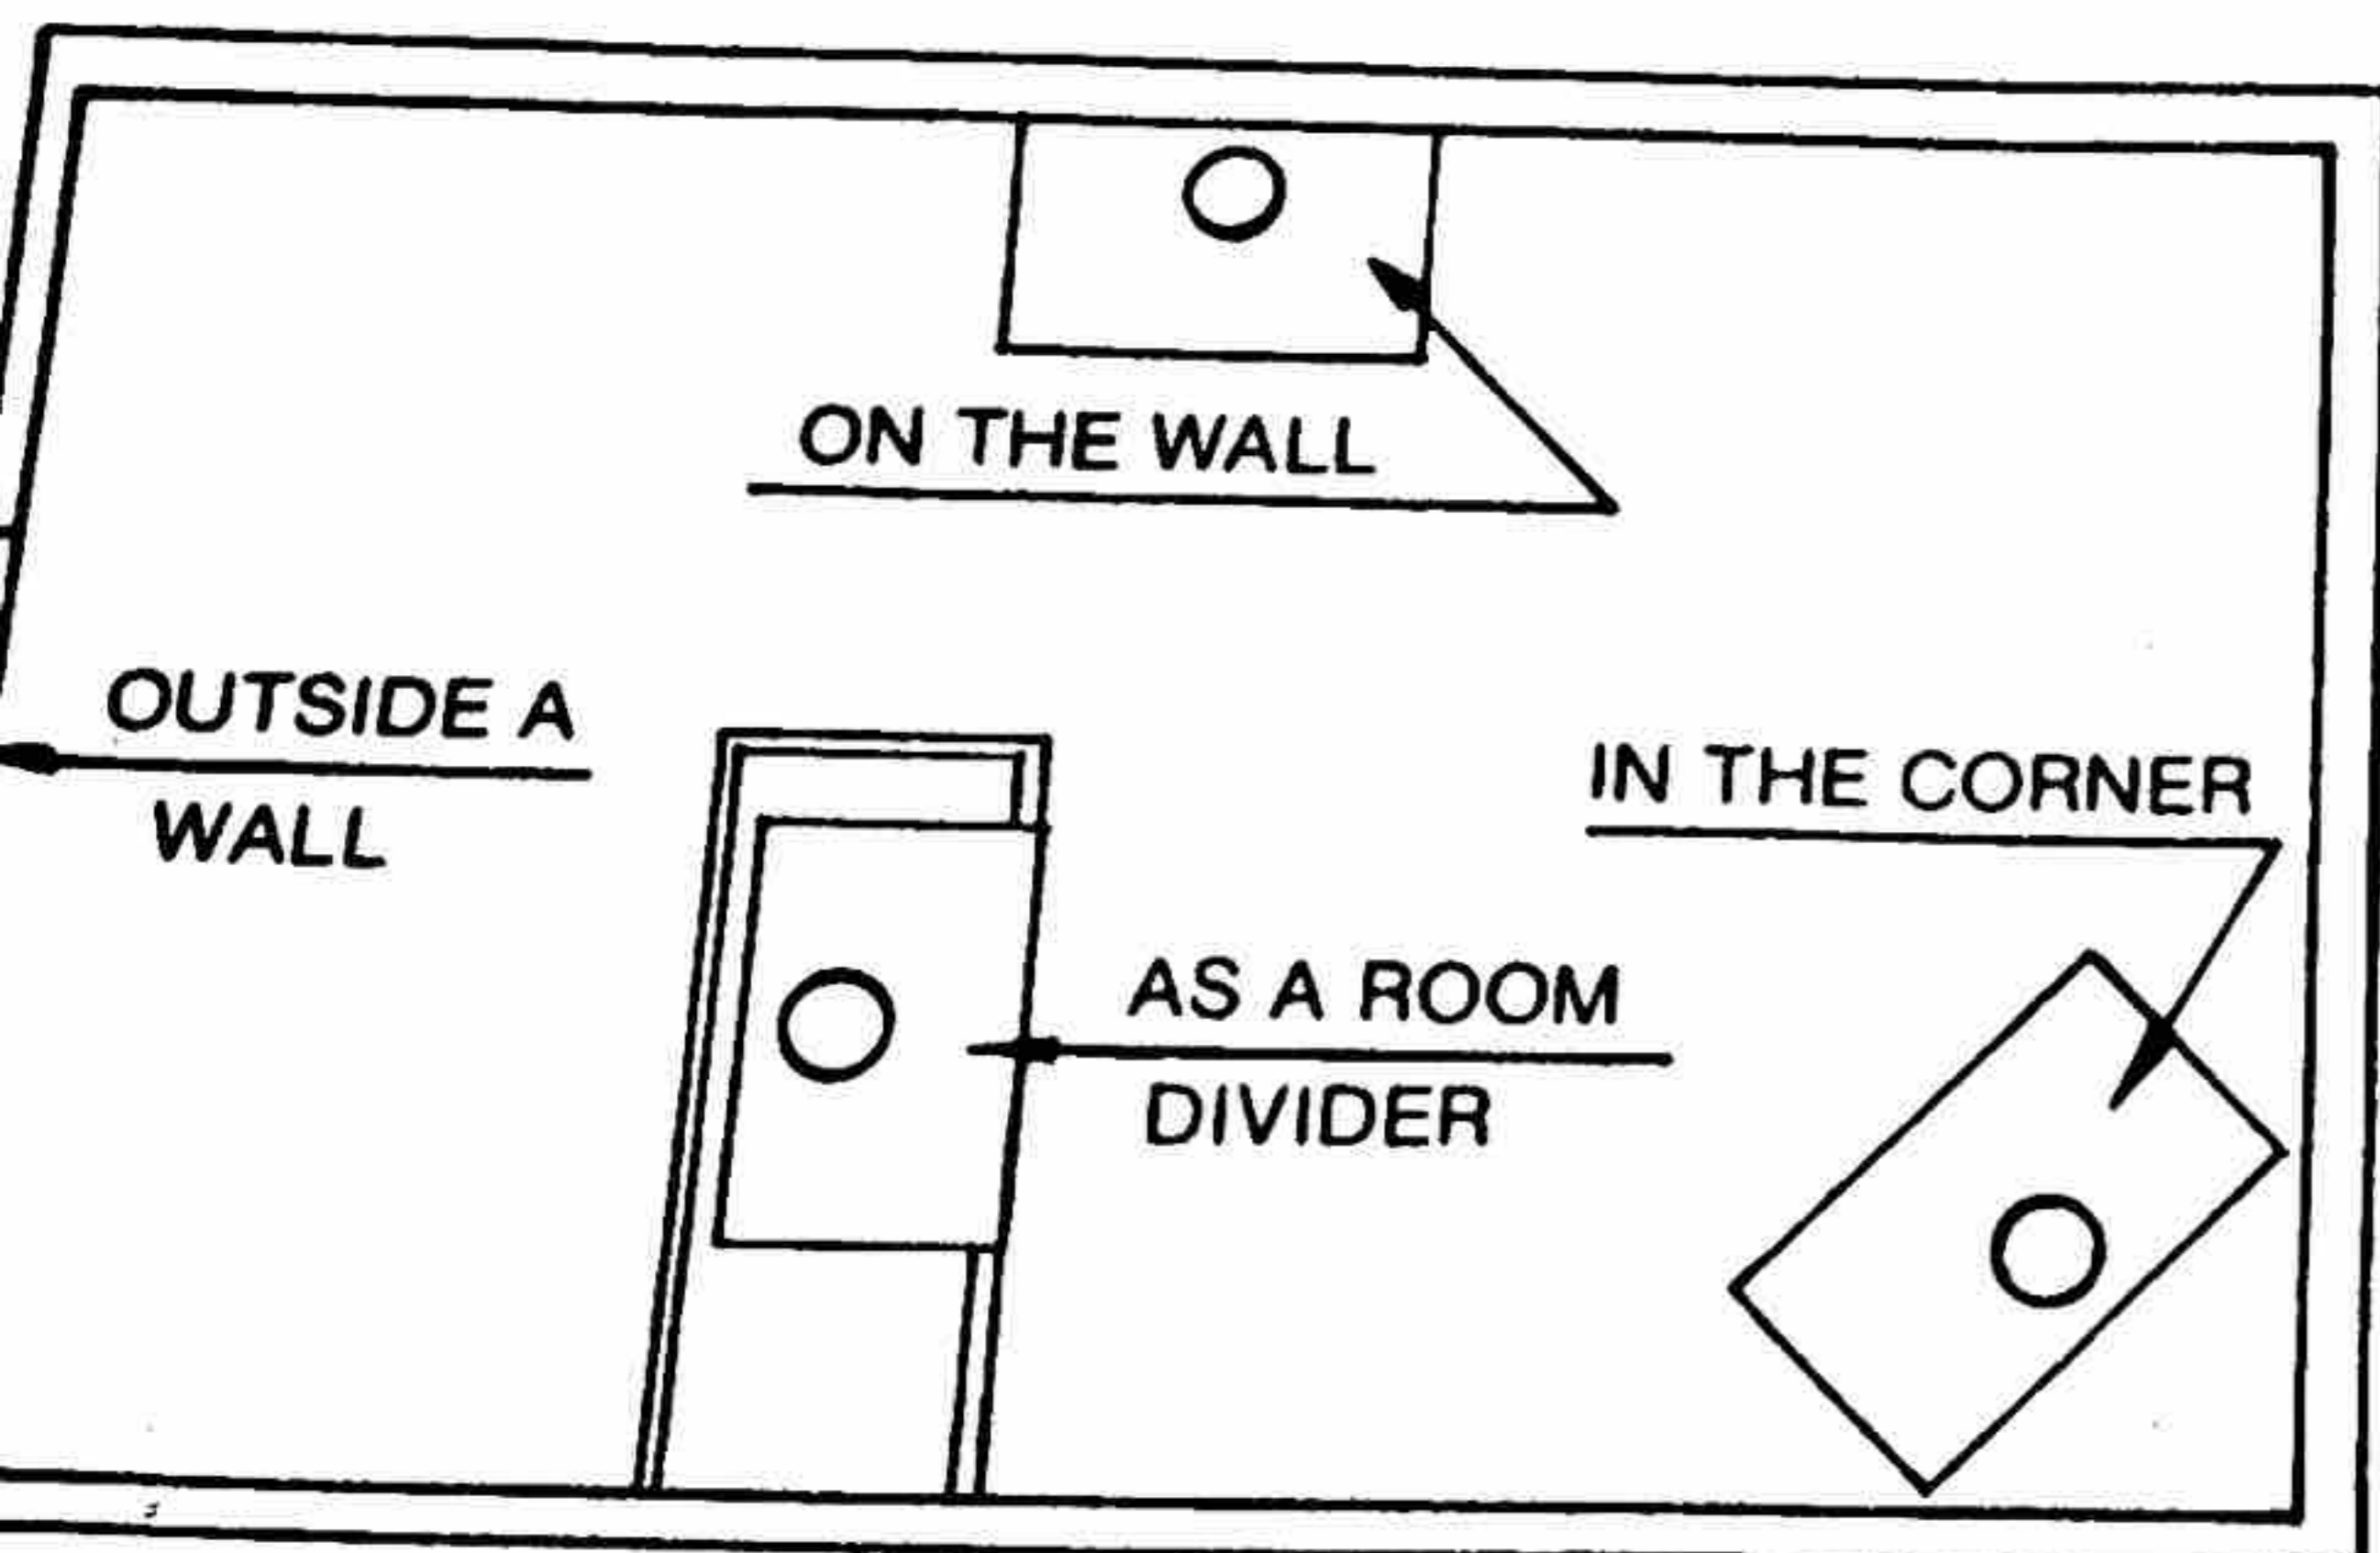 ON THE WALL
OUTSIDE A
WALL
IN THE CORNER
AS A ROOM
DIVIDER